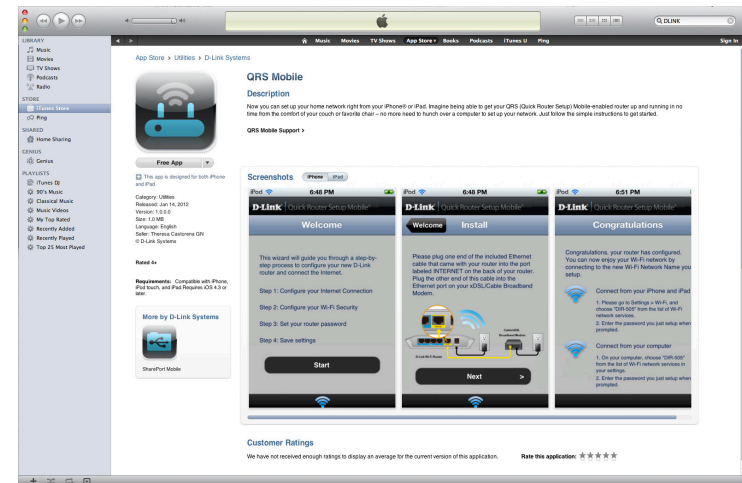 DLINK
LIBRARY
Music
Movies
TV Shows
Podcasts
Radio
STORE
iTunes Store
Ping
SHARED
Home Sharing
GENIUS
Genius
PLAYLISTS
iTunes DJ
90's Music
Classical Music
Music Videos
My Top Rated
Recently Added
Recently Played
Top 25 Most Played
Music Movies TV Shows App Store Books Podcasts iTunes U Ping Sign In
App Store > Utilities > D-Link Systems
Free App
This app is designed for both iPhone
and iPad
Category: Utilities
Released: Jan 14, 2012
Version: 1.0.0.0
Size: 1.0 MB
Language: English
Seller: Theresa Castorena GN
© D-Link Systems
Rated 4+
Requirements: Compatible with iPhone,
iPod touch, and iPad.Requires iOS 4.3 or
later.
More by D-Link Systems
SharePort Mobile
QRS Mobile
Description
Now you can set up your home network right from your iPhone® or iPad. Imagine being able to get your QRS (Quick Router Setup) Mobile-enabled router up and running in no
time from the comfort of your couch or favorite chair – no more need to hunch over a computer to set up your network. Just follow the simple instructions to get started.
QRS Mobile Support >
Screenshots iPhone iPad
iPod 6:48 PM
D-Link Quick Router Setup Mobile
Welcome
This wizard will guide you through a step-by-
step process to configure your new D-Link
router and connect the Internet.
Step 1: Configure your Internet Connection
Step 2: Configure your Wi-Fi Security
Step 3: Set your router password
Step 4: Save settings
Start
iPod 6:48 PM
D-Link Quick Router Setup Mobile
Welcome Install
Please plug one end of the included Ethernet
cable that came with your router into the port
labeled INTERNET on the back of your router.
Plug the other end of this cable into the
Ethernet port on your xDSL/Cable Broadband
Modem.
Broadband Modem
D-Link Wi-Fi Router
Next >
iPod 6:51 PM
D-Link Quick Router Setup Mobile
Congratulations
Congratulations, your router has configured.
You can now enjoy your Wi-Fi network by
connecting to the new Wi-Fi Network Name you
setup.
Connect from your iPhone and iPad
1. Please go to Settings > Wi-Fi, and
choose "DIR-505" from the list of Wi-Fi
network services.
2. Enter the password you just setup when
prompted.
Connect from your computer
1. On your computer, choose "DIR-505"
from the list of Wi-Fi network services in
your settings.
2. Enter the password you just setup when
prompted.
Customer Ratings
We have not received enough ratings to display an average for the current version of this application. Rate this application: